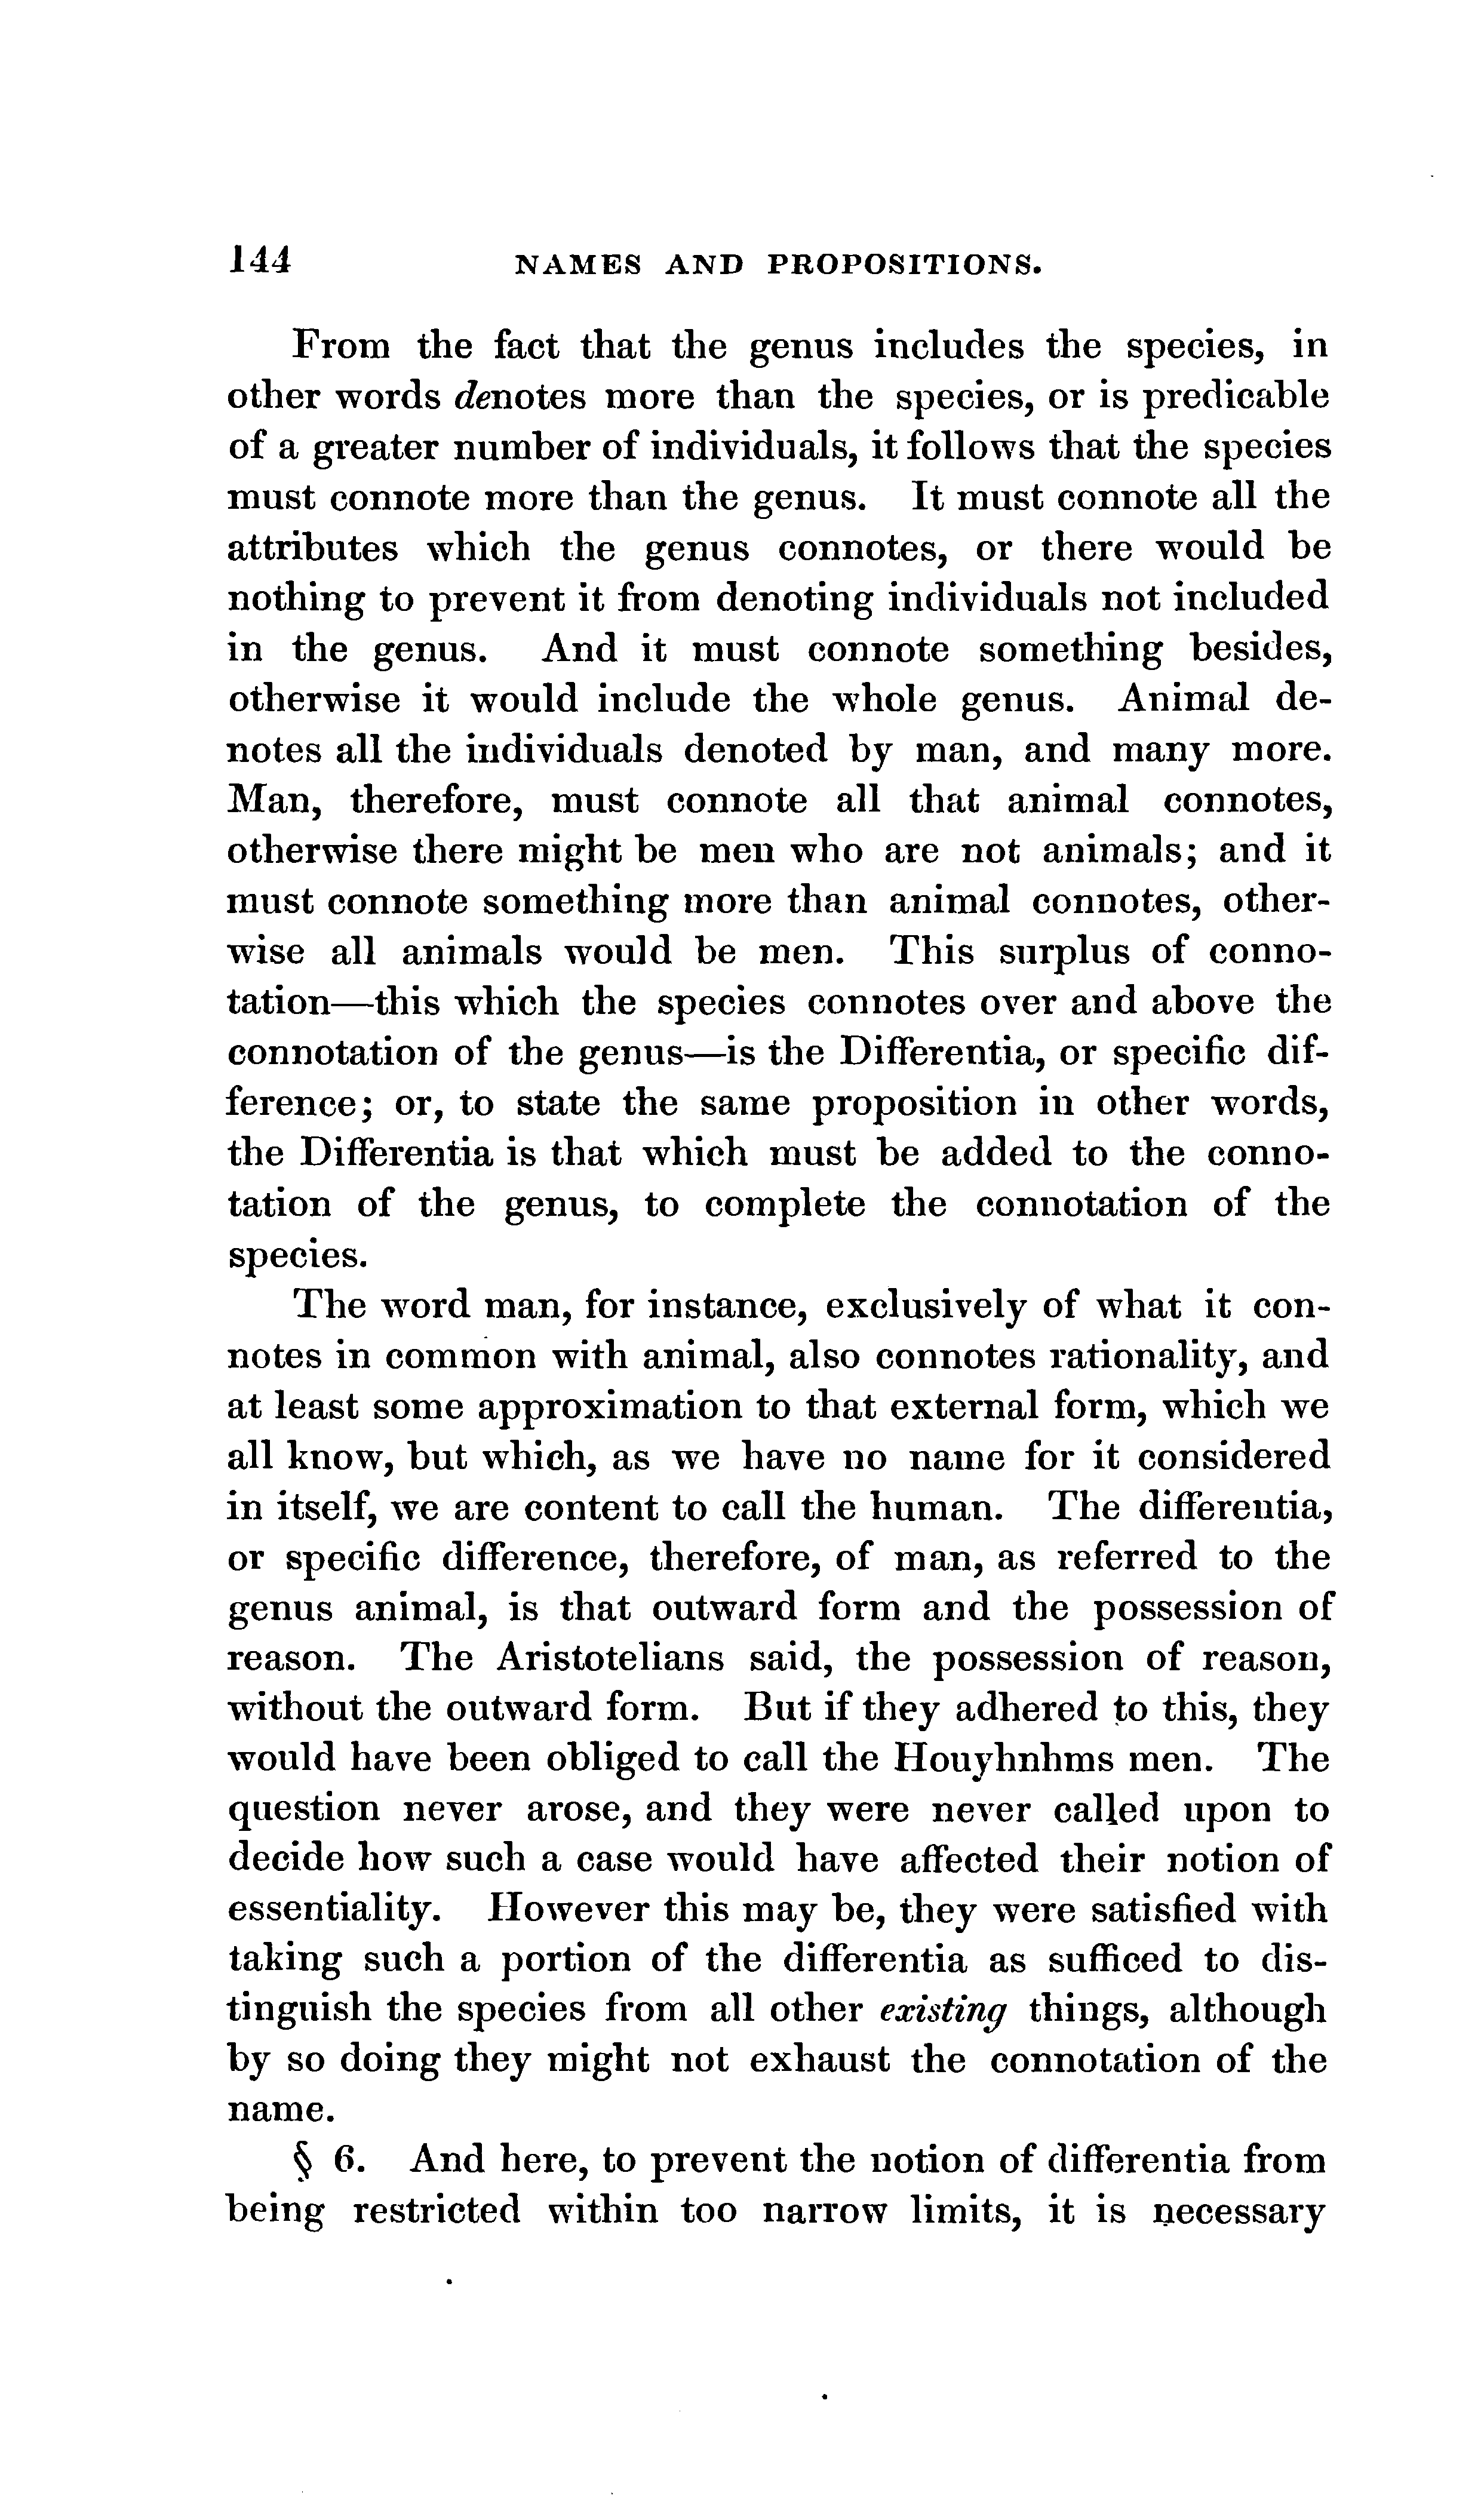 144 NAMES AND PROPOSITIONS.
From the fact that the genus includes the species, in
other words denotes more than the species, or is predicable
of a greater number of individuals, it follows that the species
must connote more than the genus. It must connote all the
attributes which the genus connotes, or there would be
nothing to prevent it from denoting individuals not included
in the genus. And it must connote something besides,
otherwise it would include the whole genus. Animal de-
notes all the individuals denoted by man, and many more.
Man, therefore, must connote all that animal connotes,
otherwise there might be men who are not animals; and it
must connote something more than animal connotes, other-
wise all animals would be men. This surplus of conno-
tation—this which the species connotes over and above the
connotation of the genus—is the Differentia, or specific dif-
ference; or, to state the same proposition in other words,
the Differentia is that which must be added to the conno-
tation of the genus, to complete the connotation of the
species.
The word man, for instance, exclusively of what it con-
notes in common with animal, also connotes rationality, and
at least some approximation to that external form, which we
all know, but which, as we have no name for it considered
in itself, we are content to call the human. The differentia,
or specific difference, therefore, of man, as referred to the
genus animal, is that outward form and the possession of
reason. The Aristotelians said, the possession of reason,
without the outward form. But if they adhered to this, they
would have been obliged to call the Houyhnhms men. The
question never arose, and they were never called upon to
decide how such a case would have affected their notion of
essentiality. However this may be, they were satisfied with
taking such a portion of the differentia as sufficed to dis-
tinguish the species from all other existing things, although
by so doing they might not exhaust the connotation of the
name.
§ 6. And here, to prevent the notion of differentia from
being restricted within too narrow limits, it is necessary